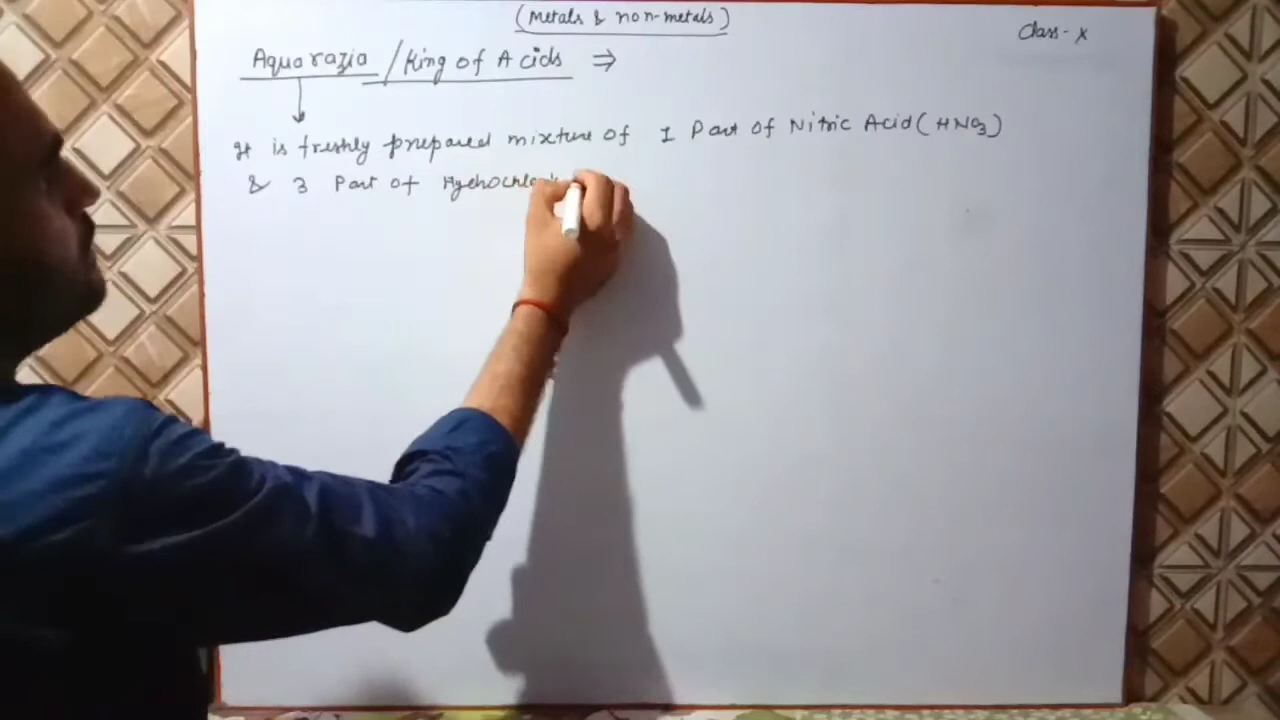 (Metals & non-metals)
Class-X
Aquarazia / King of Acids ⇒
It is freshly prepared mixture of 1 Part of Nitric Acid (HNO3)
& 3 Part of